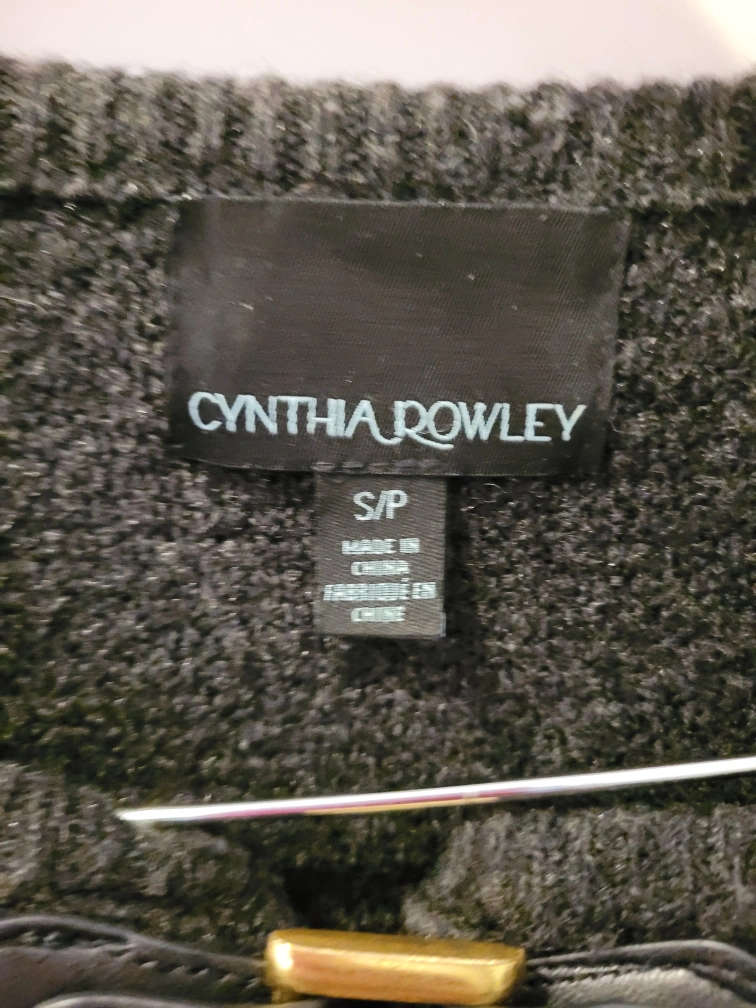 CYNTHIA ROWLEY
S/P
MADE IN
CHINA
FABRIQUÉ EN
CHINE